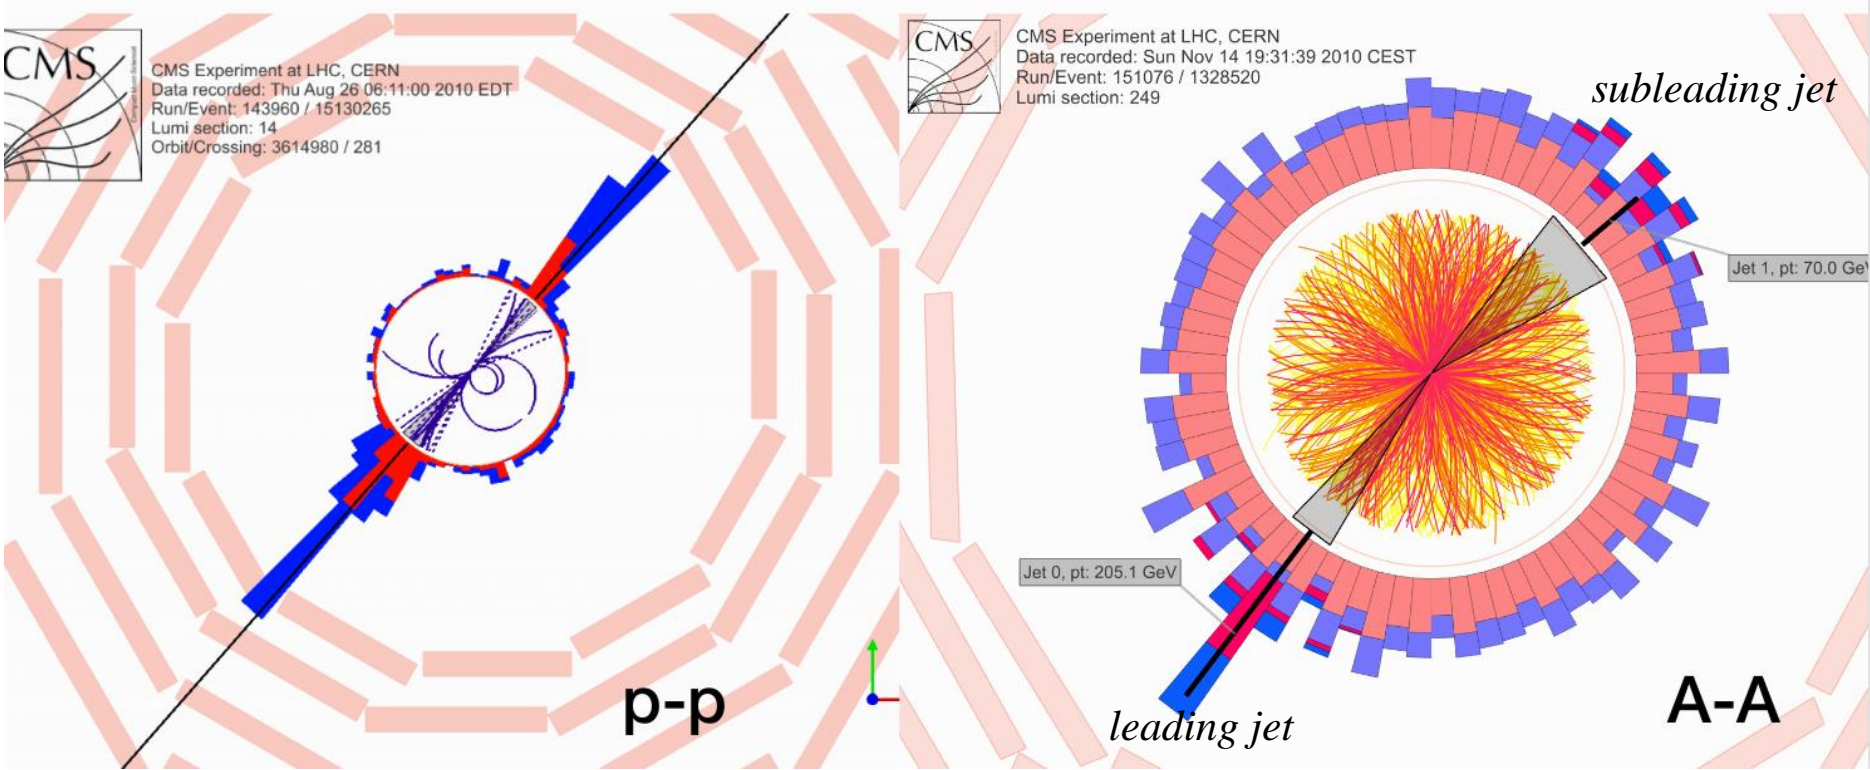 CMS
CMS Experiment at LHC, CERN
Data recorded: Thu Aug 26 06:11:00 2010 EDT
Run/Event: 143960 / 15130265
Lumi section: 14
Orbit/Crossing: 3614980 / 281
p-p
CMS
CMS Experiment at LHC, CERN
Data recorded: Sun Nov 14 19:31:39 2010 CEST
Run/Event: 151076 / 1328520
Lumi section: 249
subleading jet
Jet 1, pt: 70.0 GeV
Jet 0, pt: 205.1 GeV
leading jet
A-A